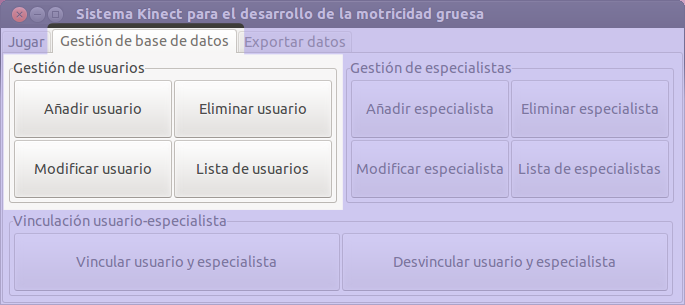 Sistema Kinect para el desarrollo de la motricidad gruesa
Jugar Gestión de base de datos Exportar datos
Gestión de usuarios
Añadir usuario Eliminar usuario
Modificar usuario Lista de usuarios
Gestión de especialistas
Añadir especialista Eliminar especialista
Modificar especialista Lista de especialistas
Vinculación usuario-especialista
Vincular usuario y especialista Desvincular usuario y especialista